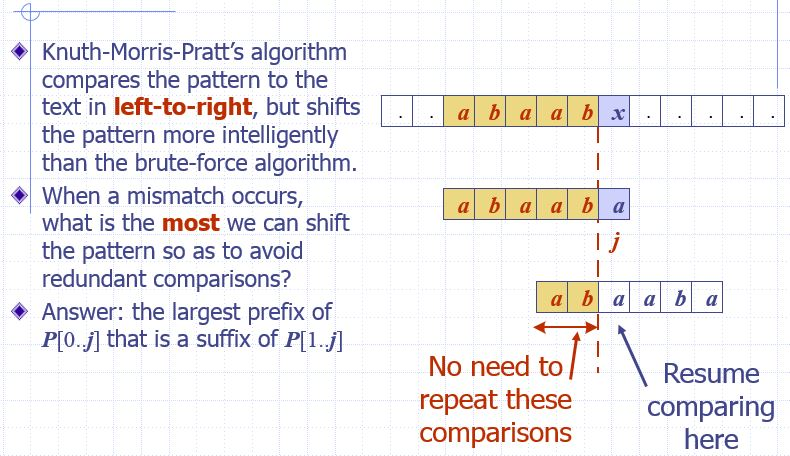 Knuth-Morris-Pratt’s algorithm
compares the pattern to the
text in left-to-right, but shifts
the pattern more intelligently
than the brute-force algorithm.
When a mismatch occurs,
what is the most we can shift
the pattern so as to avoid
redundant comparisons?
Answer: the largest prefix of
P[0..j] that is a suffix of P[1..j]
. . a b a a b x . . . . .
a b a a b a
j
a b a a b a
No need to
repeat these
comparisons
Resume
comparing
here